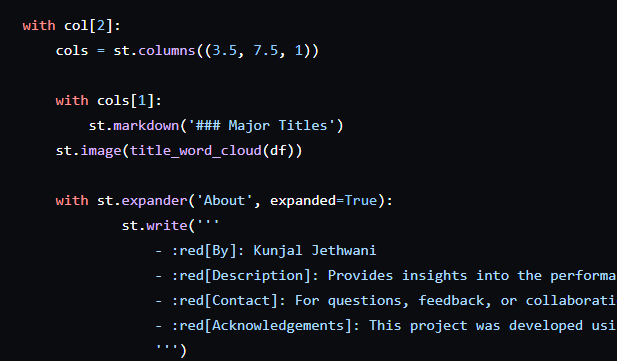 with col[2]:
    cols = st.columns((3.5, 7.5, 1))
    with cols[1]:
        st.markdown('### Major Titles')
    st.image(title_word_cloud(df))
    with st.expander('About', expanded=True):
            st.write('''
                - :red[By]: Kunjal Jethwani
                - :red[Description]: Provides insights into the performa
                - :red[Contact]: For questions, feedback, or collaborati
                - :red[Acknowledgements]: This project was developed usi
                ''')